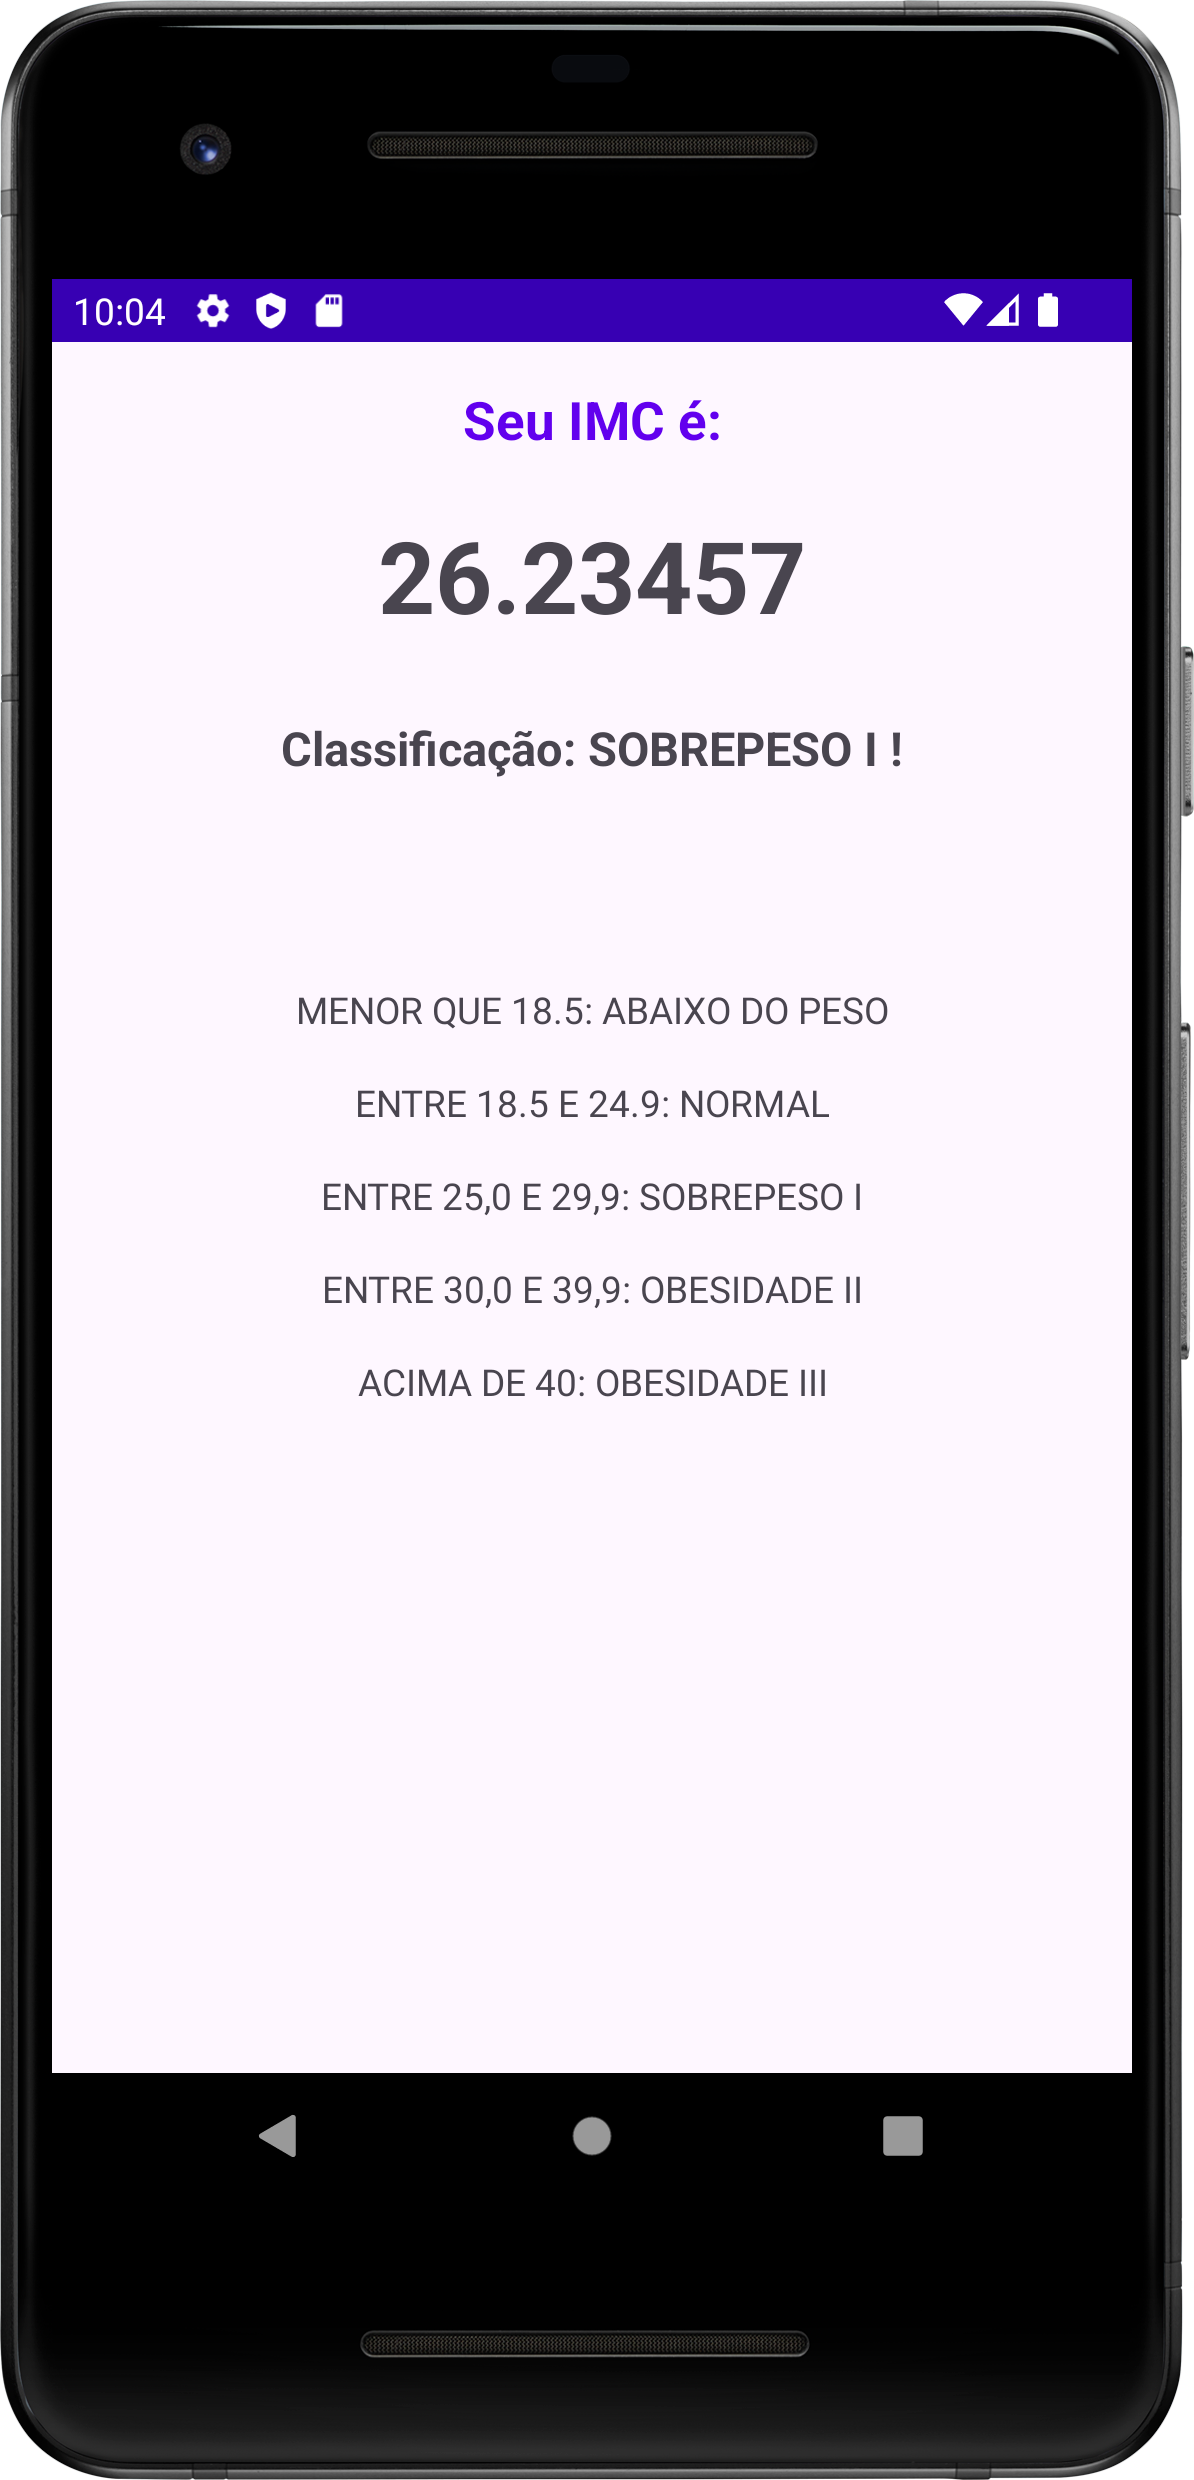 10:04
Seu IMC é:
26.23457
Classificação: SOBREPESO I !
MENOR QUE 18.5: ABAIXO DO PESO
ENTRE 18.5 E 24.9: NORMAL
ENTRE 25,0 E 29,9: SOBREPESO I
ENTRE 30,0 E 39,9: OBESIDADE II
ACIMA DE 40: OBESIDADE III